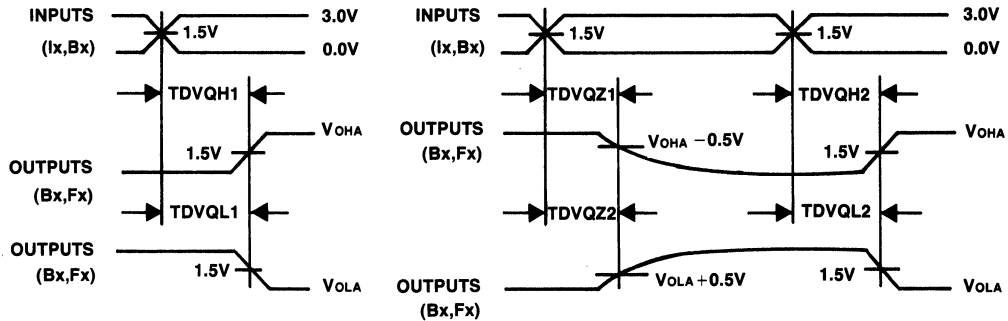 INPUTS
(Ix,Bx)
1.5V
3.0V
0.0V
TDVQH1
OUTPUTS
(Bx,Fx)
1.5V
VOHA
TDVQL1
OUTPUTS
(Bx,Fx)
1.5V
VOLA
INPUTS
(Ix,Bx)
1.5V
1.5V
3.0V
0.0V
TDVQZ1
TDVQH2
OUTPUTS
(Bx,Fx)
VOHA −0.5V
1.5V
VOHA
TDVQZ2
TDVQL2
OUTPUTS
(Bx,Fx)
VOLA+0.5V
1.5V
VOLA